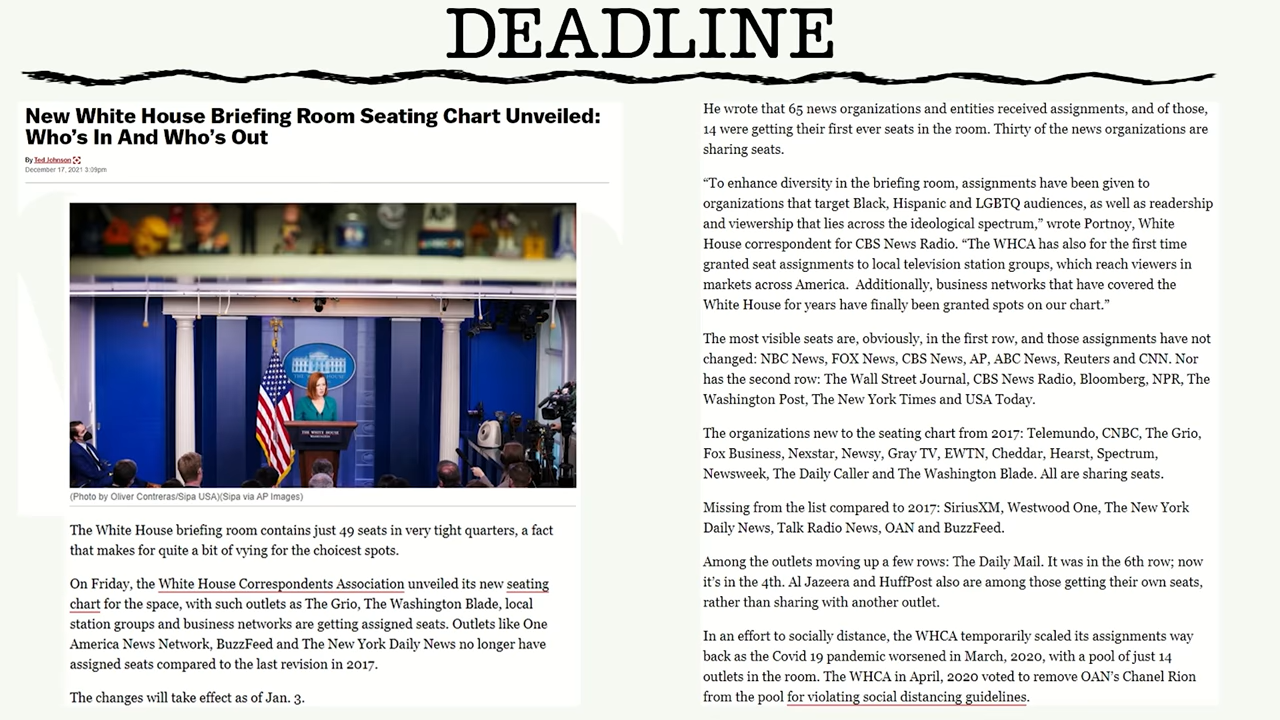 DEADLINE
New White House Briefing Room Seating Chart Unveiled:
Who's In And Who's Out
By Ted Johnson
December 17, 2021 3:09pm
THE WHITE HOUSE
WASHINGTON
AP
(Photo by Oliver Contreras/Sipa USA)(Sipa via AP Images)
The White House briefing room contains just 49 seats in very tight quarters, a fact
that makes for quite a bit of vying for the choicest spots.
On Friday, the White House Correspondents Association unveiled its new seating
chart for the space, with such outlets as The Grio, The Washington Blade, local
station groups and business networks are getting assigned seats. Outlets like One
America News Network, BuzzFeed and The New York Daily News no longer have
assigned seats compared to the last revision in 2017.
The changes will take effect as of Jan. 3.
He wrote that 65 news organizations and entities received assignments, and of those,
14 were getting their first ever seats in the room. Thirty of the news organizations are
sharing seats.
“To enhance diversity in the briefing room, assignments have been given to
organizations that target Black, Hispanic and LGBTQ audiences, as well as readership
and viewership that lies across the ideological spectrum,” wrote Portnoy, White
House correspondent for CBS News Radio. “The WHCA has also for the first time
granted seat assignments to local television station groups, which reach viewers in
markets across America. Additionally, business networks that have covered the
White House for years have finally been granted spots on our chart.”
The most visible seats are, obviously, in the first row, and those assignments have not
changed: NBC News, FOX News, CBS News, AP, ABC News, Reuters and CNN. Nor
has the second row: The Wall Street Journal, CBS News Radio, Bloomberg, NPR, The
Washington Post, The New York Times and USA Today.
The organizations new to the seating chart from 2017: Telemundo, CNBC, The Grio,
Fox Business, Nexstar, Newsy, Gray TV, EWTN, Cheddar, Hearst, Spectrum,
Newsweek, The Daily Caller and The Washington Blade. All are sharing seats.
Missing from the list compared to 2017: SiriusXM, Westwood One, The New York
Daily News, Talk Radio News, OAN and BuzzFeed.
Among the outlets moving up a few rows: The Daily Mail. It was in the 6th row; now
it's in the 4th. Al Jazeera and HuffPost also are among those getting their own seats,
rather than sharing with another outlet.
In an effort to socially distance, the WHCA temporarily scaled its assignments way
back as the Covid 19 pandemic worsened in March, 2020, with a pool of just 14
outlets in the room. The WHCA in April, 2020 voted to remove OAN's Chanel Rion
from the pool for violating social distancing guidelines.